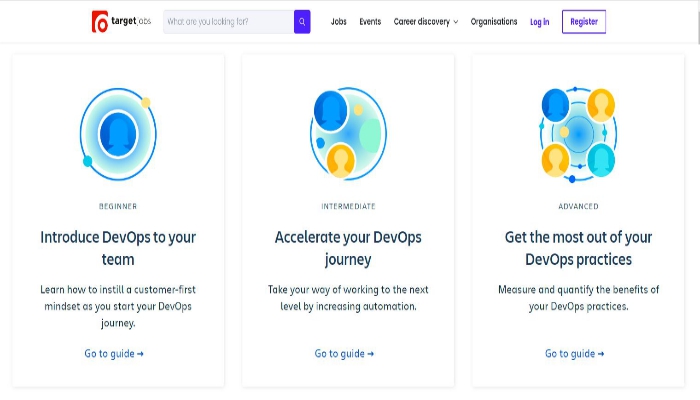 targetjobs What are you looking for? Jobs Events Career discovery Organisations Log in Register
BEGINNER
Introduce DevOps to your
team
Learn how to instill a customer-first
mindset as you start your DevOps
journey.
Go to guide →
INTERMEDIATE
Accelerate your DevOps
journey
Take your way of working to the next
level by increasing automation.
Go to guide →
ADVANCED
Get the most out of your
DevOps practices
Measure and quantify the benefits of
your DevOps practices.
Go to guide →